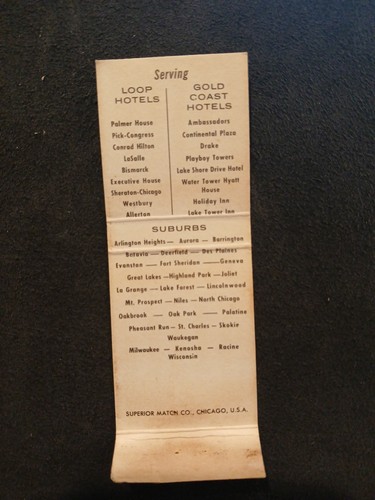 Serving
LOOP
HOTELS
Palmer House
Pick-Congress
Conrad Hilton
LaSalle
Bismarck
Executive House
Sheraton-Chicago
Westbury
Allerton
GOLD
COAST
HOTELS
Ambassadors
Continental Plaza
Drake
Playboy Towers
Lake Shore Drive Hotel
Water Tower Hyatt
House
Holiday Inn
Lake Tower Inn
SUBURBS
Arlington Heights — Aurora — Barrington
Batavia — Deerfield — Des Plaines
Evanston — Fort Sheridan — Geneva
Great Lakes — Highland Park — Joliet
La Grange — Lake Forest — Lincolnwood
Mt. Prospect — Niles — North Chicago
Oakbrook — Oak Park — Palatine
Pheasant Run — St. Charles — Skokie
Waukegan
Milwaukee — Kenosha — Racine
Wisconsin
SUPERIOR MATCH CO., CHICAGO, U.S.A.